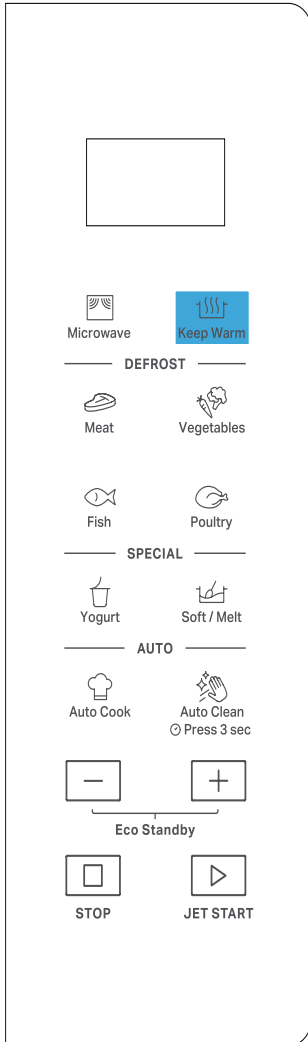 Microwave
Keep Warm
DEFROST
Meat
Vegetables
Fish
Poultry
SPECIAL
Yogurt
Soft / Melt
AUTO
Auto Cook
Auto Clean
Press 3 sec
Eco Standby
STOP
JET START